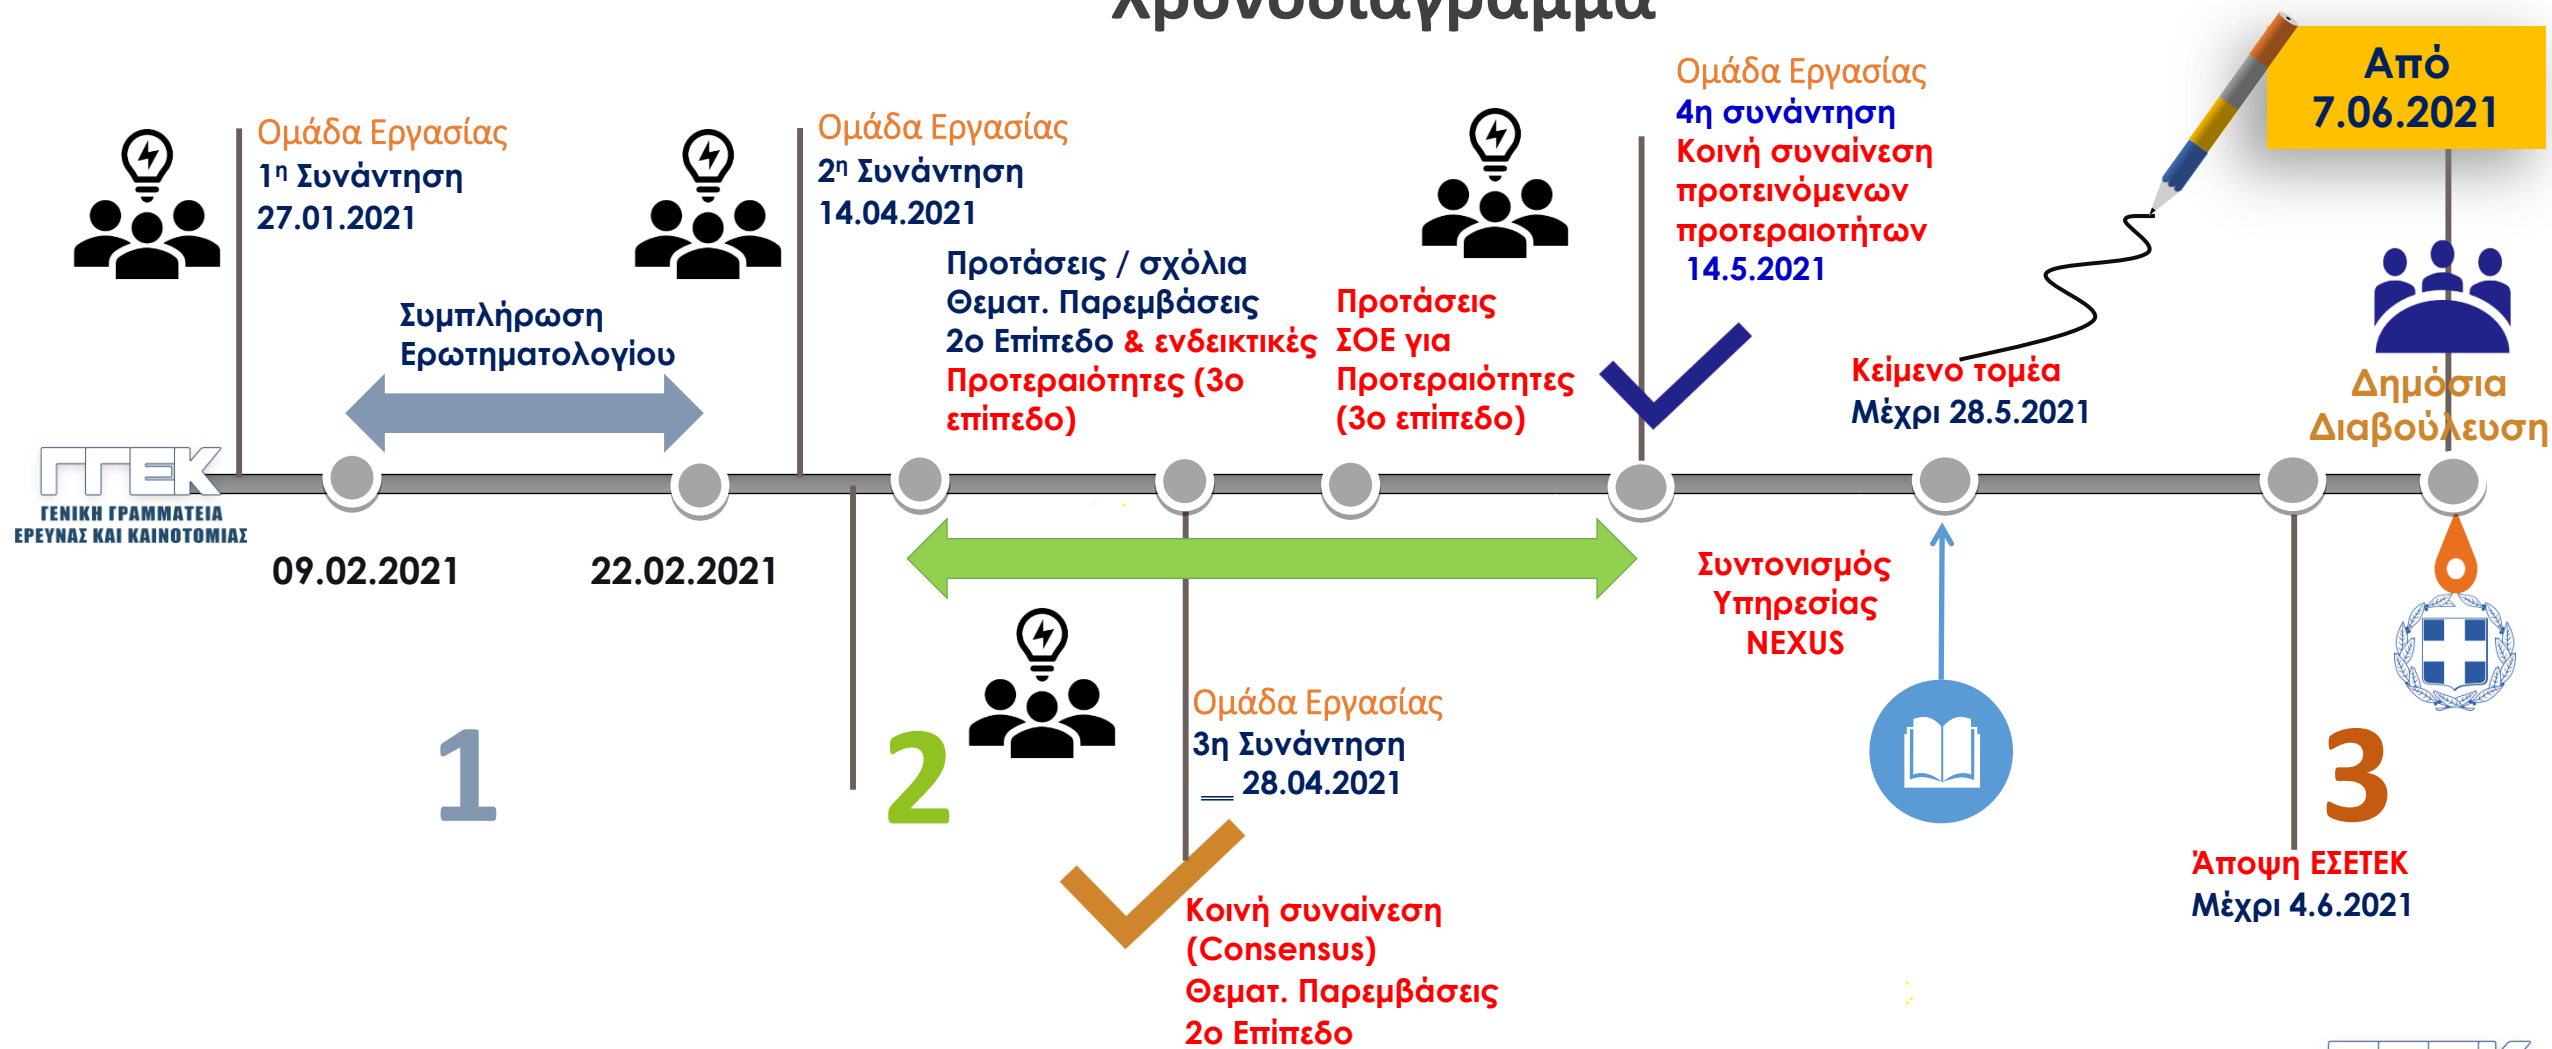 Χρονοδιάγραμμα
Ομάδα Εργασίας
1η Συνάντηση
27.01.2021
Συμπλήρωση
Ερωτηματολογίου
Ομάδα Εργασίας
2η Συνάντηση
14.04.2021
Προτάσεις / σχόλια
Θεματ. Παρεμβάσεις
2ο Επίπεδο & ενδεικτικές
Προτεραιότητες (3ο
επίπεδο)
Προτάσεις
ΣΟΕ για
Προτεραιότητες
(3ο επίπεδο)
Ομάδα Εργασίας
4η συνάντηση
Κοινή συναίνεση
προτεινόμενων
προτεραιοτήτων
14.5.2021
Κείμενο τομέα
Μέχρι 28.5.2021
Από
7.06.2021
Δημόσια
Διαβούλευση
ΓΓΕΚ
ΓΕΝΙΚΗ ΓΡΑΜΜΑΤΕΙΑ
ΕΡΕΥΝΑΣ ΚΑΙ ΚΑΙΝΟΤΟΜΙΑΣ
09.02.2021
22.02.2021
Συντονισμός
Υπηρεσίας
NEXUS
1
2
Ομάδα Εργασίας
3η Συνάντηση
__ 28.04.2021
Κοινή συναίνεση
(Consensus)
Θεματ. Παρεμβάσεις
2ο Επίπεδο
3
Άποψη ΕΣΕΤΕΚ
Μέχρι 4.6.2021